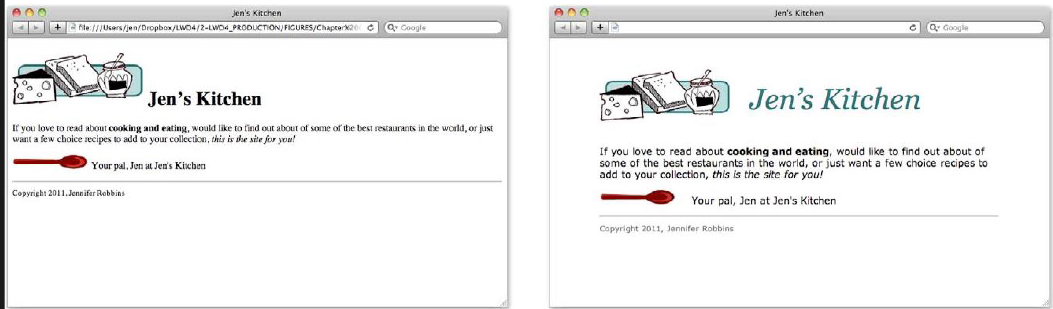 Jen's Kitchen
file:///Users/jen/Dropbox/LWD4/2-LWD4_PRODUCTION/FIGURES/Chapter%20
Google
Jen's Kitchen
If you love to read about cooking and eating, would like to find out about of some of the best restaurants in the world, or just
want a few choice recipes to add to your collection, this is the site for you!
Your pal, Jen at Jen's Kitchen
Copyright 2011, Jennifer Robbins
Jen's Kitchen
Google
Jen's Kitchen
If you love to read about cooking and eating, would like to find out about of
some of the best restaurants in the world, or just want a few choice recipes to
add to your collection, this is the site for you!
Your pal, Jen at Jen's Kitchen
Copyright 2011, Jennifer Robbins